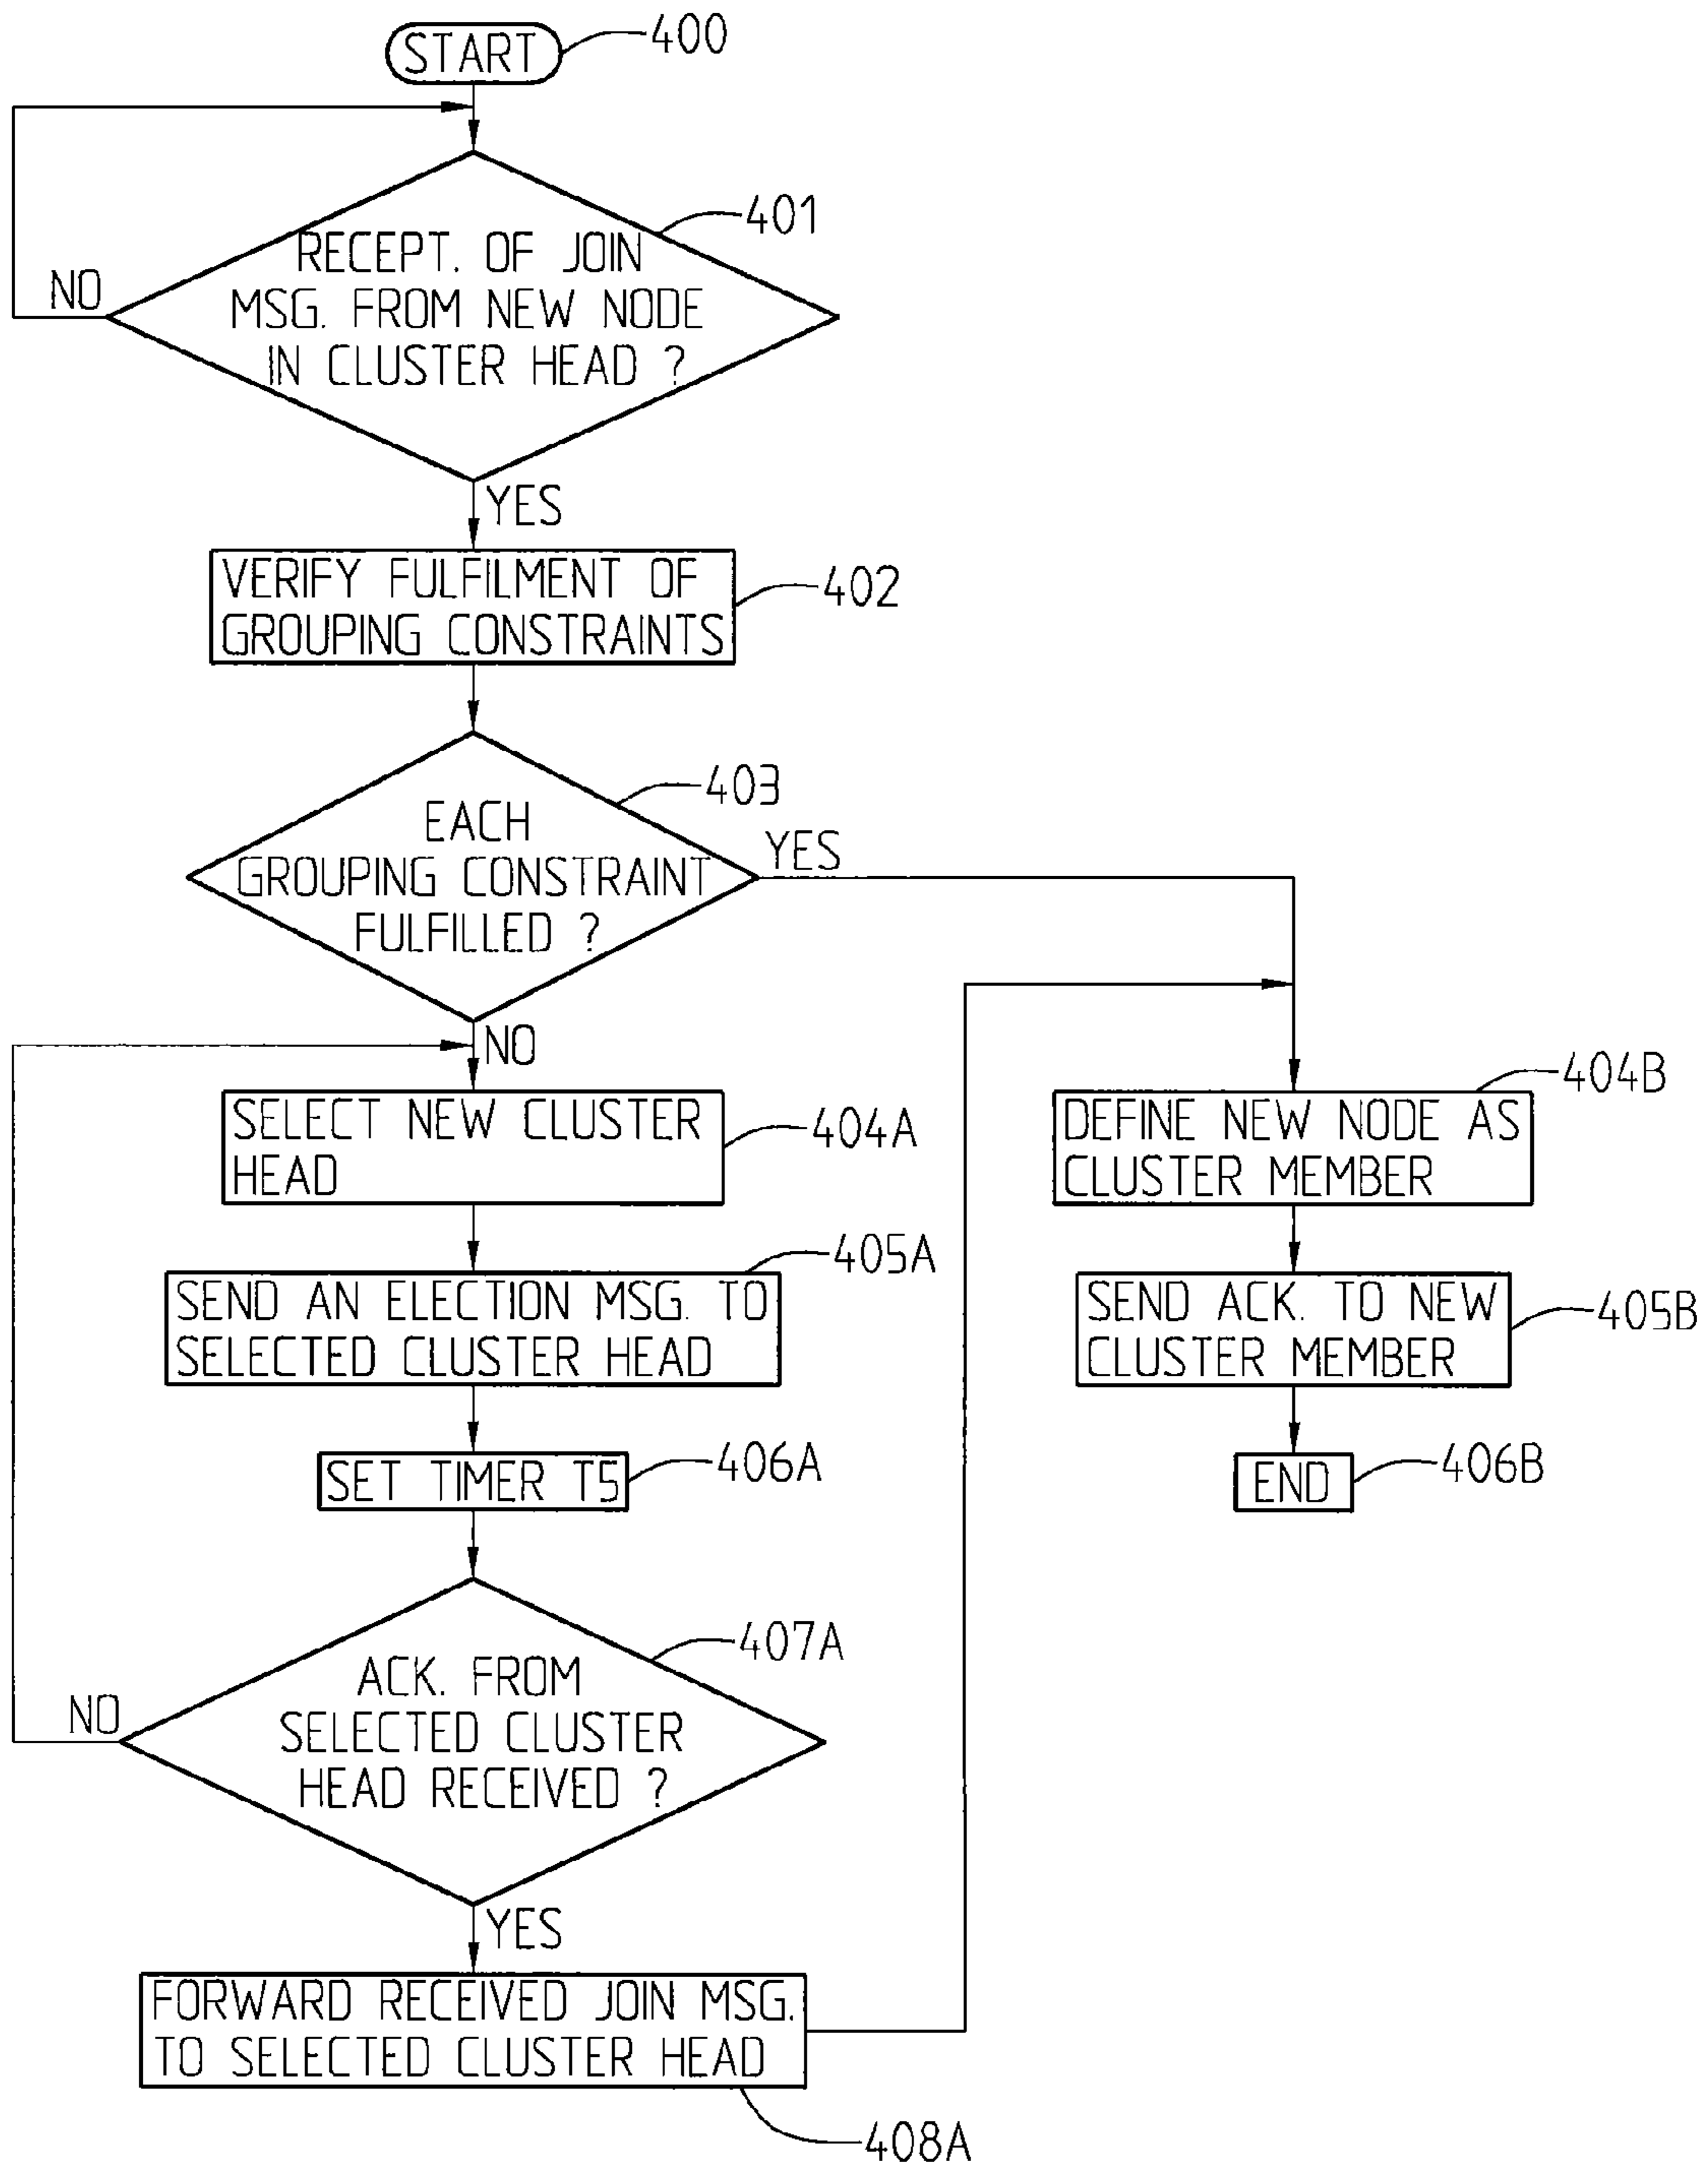 START
400
401
RECEPT. OF JOIN
MSG. FROM NEW NODE
IN CLUSTER HEAD ?
NO
YES
VERIFY FULFILMENT OF
GROUPING CONSTRAINTS
402
403
EACH
GROUPING CONSTRAINT
FULFILLED ?
YES
NO
SELECT NEW CLUSTER
HEAD
404A
DEFINE NEW NODE AS
CLUSTER MEMBER
404B
SEND AN ELECTION MSG. TO
SELECTED CLUSTER HEAD
405A
SEND ACK. TO NEW
CLUSTER MEMBER
405B
SET TIMER T5
406A
END
406B
407A
ACK. FROM
SELECTED CLUSTER
HEAD RECEIVED ?
NO
YES
FORWARD RECEIVED JOIN MSG.
TO SELECTED CLUSTER HEAD
408A